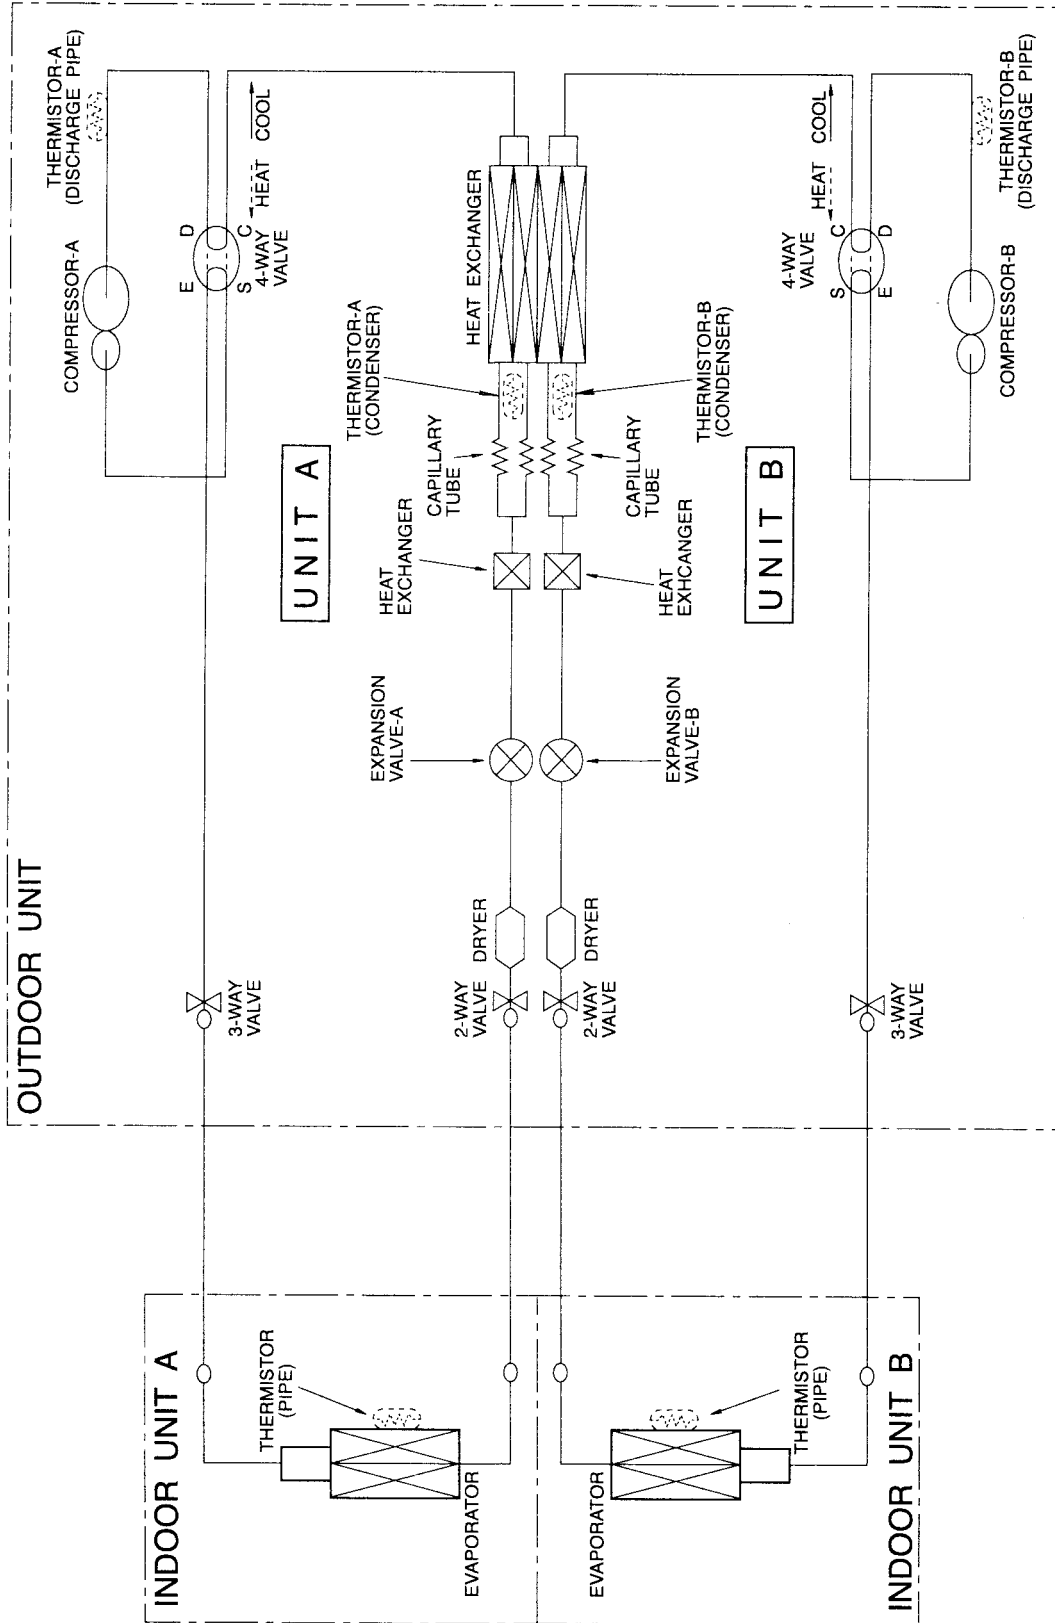 OUTDOOR UNIT
THERMISTOR-A
(DISCHARGE PIPE)
COMPRESSOR-A
E
D
S
C
4-WAY
VALVE
HEAT
COOL
3-WAY
VALVE
UNIT A
HEAT EXCHANGER
THERMISTOR-A
(CONDENSER)
CAPILLARY
TUBE
HEAT
EXCHANGER
EXPANSION
VALVE-A
DRYER
2-WAY
VALVE
2-WAY
VALVE
DRYER
EXPANSION
VALVE-B
HEAT
EXHCANGER
CAPILLARY
TUBE
THERMISTOR-B
(CONDENSER)
UNIT B
HEAT
COOL
4-WAY
VALVE
S
C
E
D
3-WAY
VALVE
COMPRESSOR-B
THERMISTOR-B
(DISCHARGE PIPE)
INDOOR UNIT A
THERMISTOR
(PIPE)
EVAPORATOR
EVAPORATOR
THERMISTOR
(PIPE)
INDOOR UNIT B